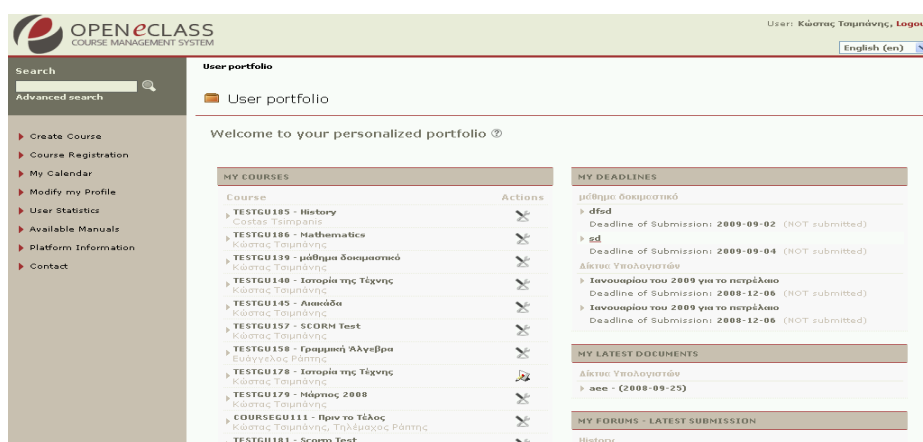 OPEN eCLASS
COURSE MANAGEMENT SYSTEM
User: Κώστας Τσιμπάνης, Logou
English (en)
Search
Advanced search
Create Course
Course Registration
My Calendar
Modify my Profile
User Statistics
Available Manuals
Platform Information
Contact
User portfolio
User portfolio
Welcome to your personalized portfolio
MY COURSES
Course Actions
TESTGU185 - History
Costas Tsimpanis
TESTGU186 - Mathematics
Κώστας Τσιμπάνης
TESTGU139 - μάθημα δοκιμαστικό
Κώστας Τσιμπάνης
TESTGU140 - Ιστορία της Τέχνης
Κώστας Τσιμπάνης
TESTGU145 - Λιακάδα
Κώστας Τσιμπάνης
TESTGU157 - SCORM Test
Κώστας Τσιμπάνης
TESTGU158 - Γραμμική Άλγεβρα
Ευάγγελος Ράπτης
TESTGU178 - Ιστορία της Τέχνης
Κώστας Τσιμπάνης
TESTGU179 - Μάρτιος 2008
Κώστας Τσιμπάνης
COURSEGU111 - Πριν το Τέλος
Κώστας Τσιμπάνης, Τηλέμαχος Ράπτης
TESTGU181 - Scorm Test
MY DEADLINES
μάθημα δοκιμαστικό
dfsd
Deadline of Submission: 2009-09-02 (NOT submitted)
sd
Deadline of Submission: 2009-09-04 (NOT submitted)
Δίκτυα Υπολογιστών
Ιανουαρίου του 2009 για το πετρέλαιο
Deadline of Submission: 2008-12-06 (NOT submitted)
Ιανουαρίου του 2009 για το πετρέλαιο
Deadline of Submission: 2008-12-06 (NOT submitted)
MY LATEST DOCUMENTS
Δίκτυα Υπολογιστών
aee - (2008-09-25)
MY FORUMS - LATEST SUBMISSION
History